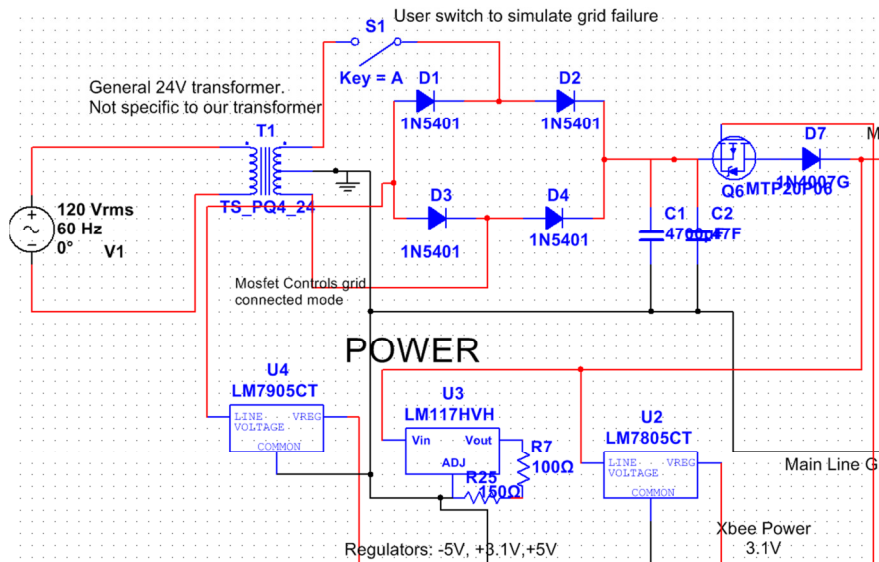 User switch to simulate grid failure
S1
Key = A
General 24V transformer.
Not specific to our transformer
D1
D2
1N5401
1N5401
T1
D7
M
TS_PQ4_24
Q6
MTP20P06
1N4007G
D3
D4
1N5401
1N5401
C1
C2
120 Vrms
60 Hz
0°
V1
Mosfet Controls grid
connected mode
POWER
U4
LM7905CT
LINE VREG
VOLTAGE
COMMON
U3
LM117HVH
Vin Vout
ADJ
R7
100Ω
R25
150Ω
U2
LM7805CT
LINE VREG
VOLTAGE
COMMON
Main Line G
Xbee Power
3.1V
Regulators: -5V, +3.1V,+5V